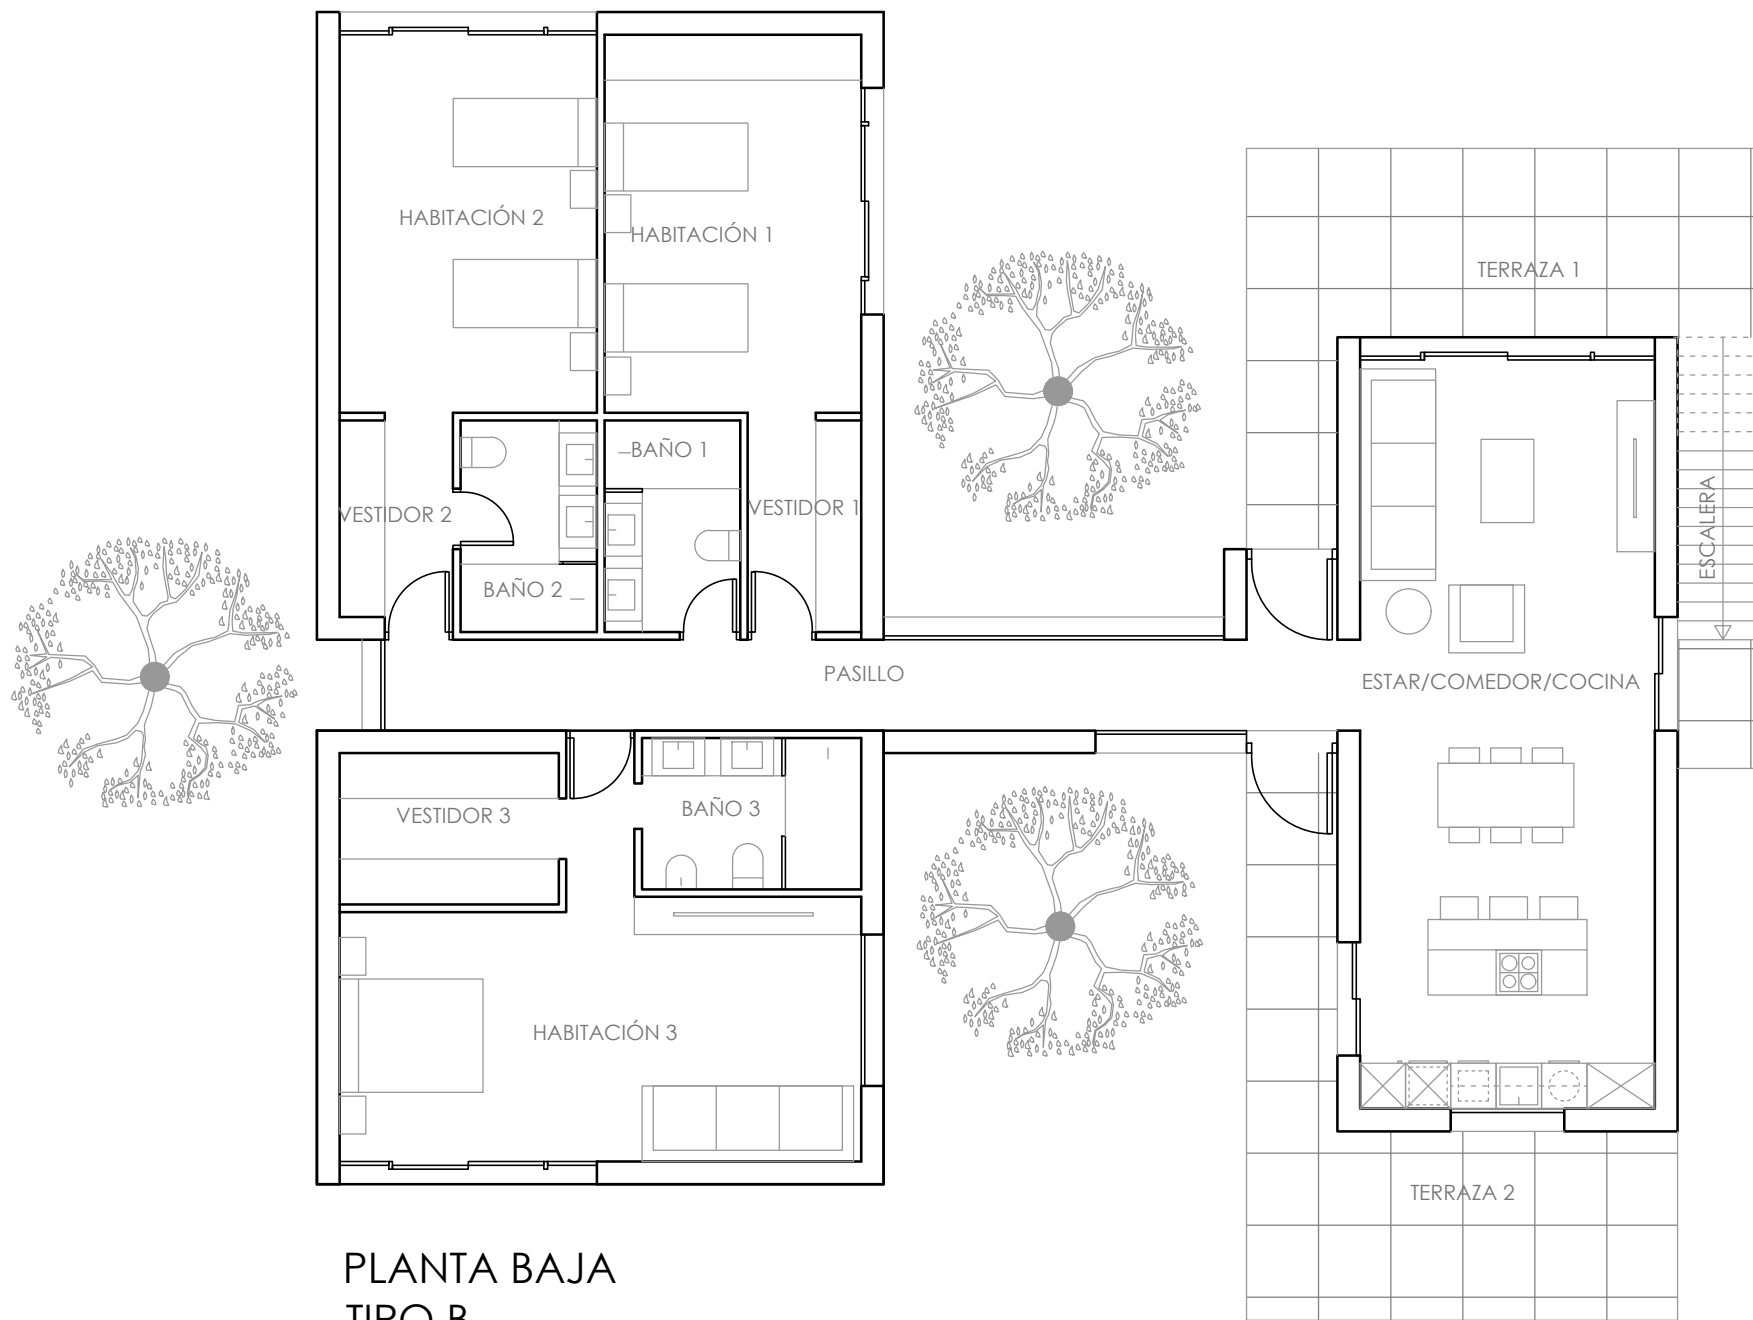 HABITACIÓN 2
HABITACIÓN 1
TERRAZA 1
BAÑO 1
VESTIDOR 2
VESTIDOR 1
ESCALERA
BAÑO 2
PASILLO
ESTAR/COMEDOR/COCINA
VESTIDOR 3
BAÑO 3
HABITACIÓN 3
TERRAZA 2
PLANTA BAJA
TIPO B